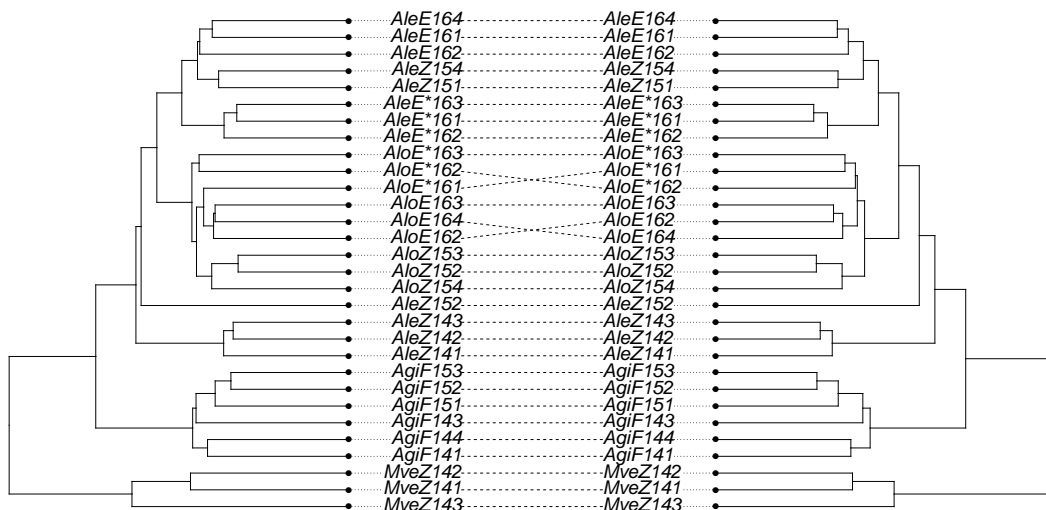 AleE164 AleE164
AleE161 AleE161
AleE162 AleE162
AleZ154 AleZ154
AleZ151 AleZ151
AleE*163 AleE*163
AleE*161 AleE*161
AleE*162 AleE*162
AloE*163 AloE*163
AloE*162 AloE*161
AloE*161 AloE*162
AloE163 AloE163
AloE164 AloE162
AloE162 AloE164
AloZ153 AloZ153
AloZ152 AloZ152
AloZ154 AloZ154
AleZ152 AleZ152
AleZ143 AleZ143
AleZ142 AleZ142
AleZ141 AleZ141
AgiF153 AgiF153
AgiF152 AgiF152
AgiF151 AgiF151
AgiF143 AgiF143
AgiF144 AgiF144
AgiF141 AgiF141
MveZ142 MveZ142
MveZ141 MveZ141
MveZ143 MveZ143